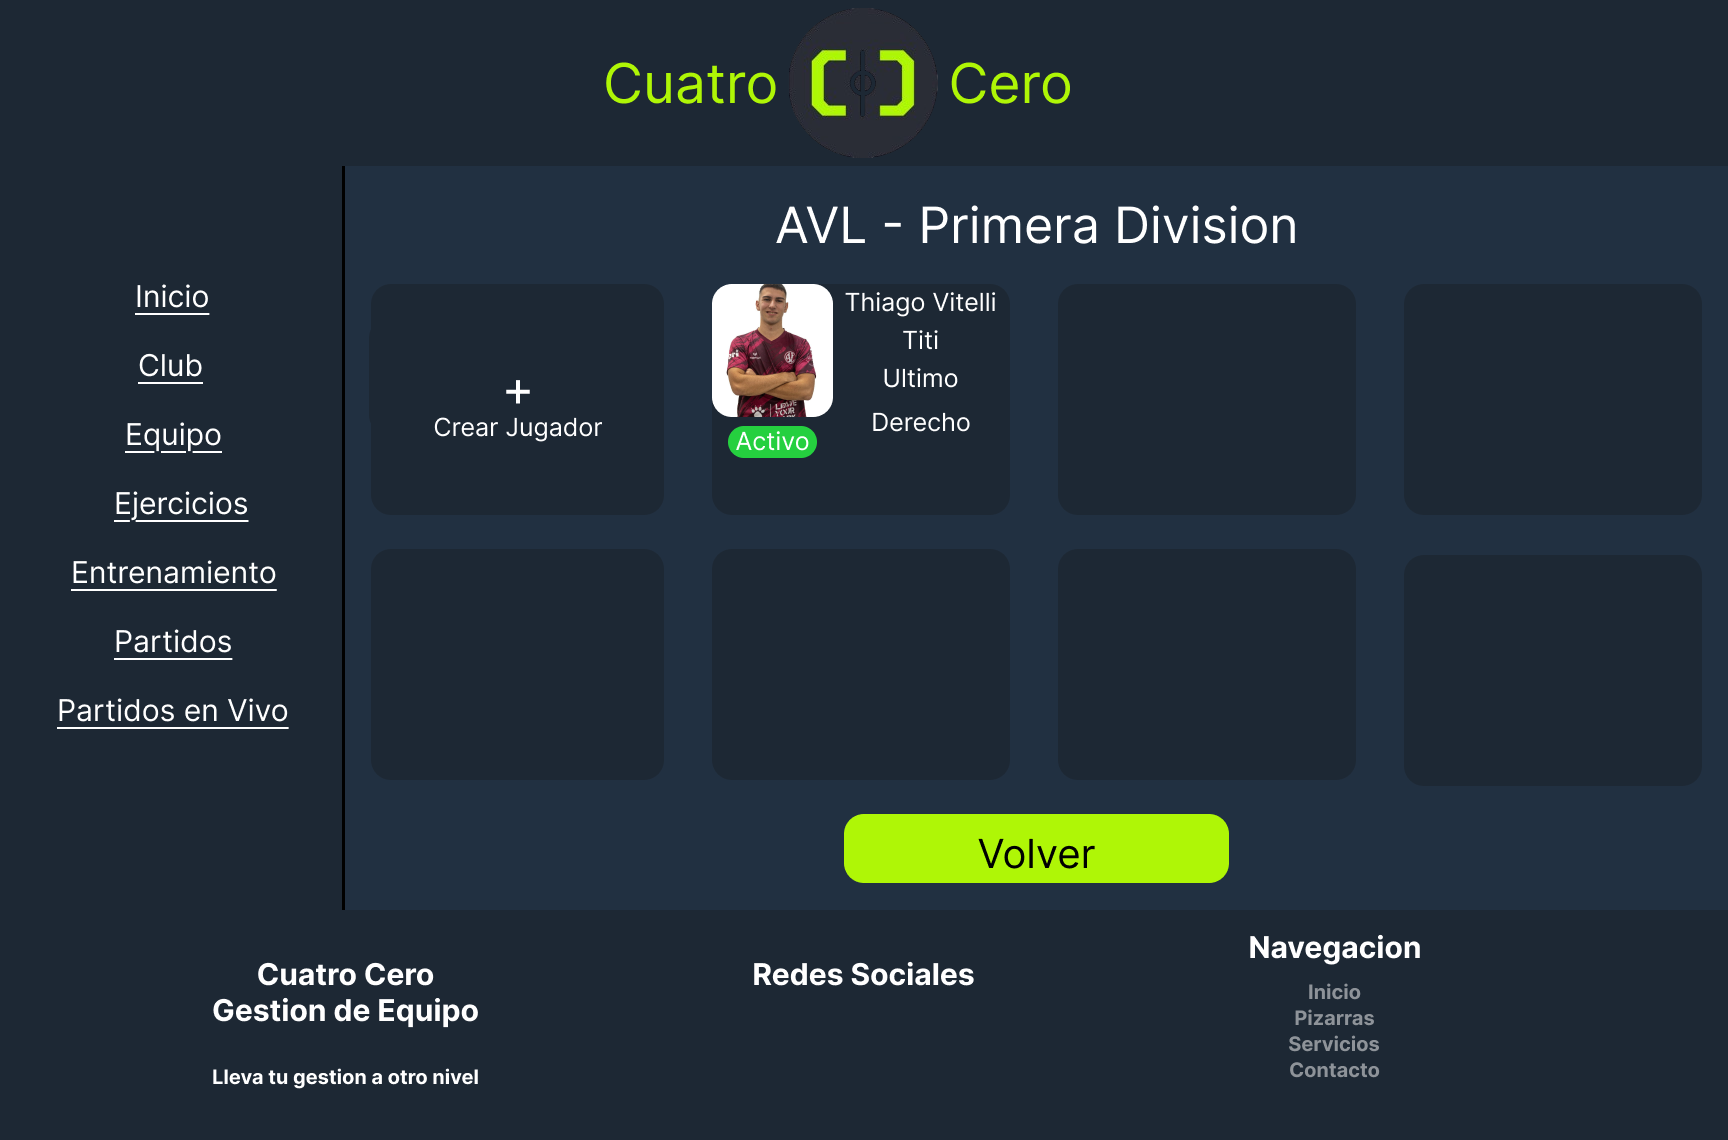 Cuatro Cero
AVL - Primera Division
Inicio
Club
Equipo
Ejercicios
Entrenamiento
Partidos
Partidos en Vivo
+
Crear Jugador
Thiago Vitelli
Titi
Ultimo
Derecho
Activo
Volver
Cuatro Cero
Gestion de Equipo
Lleva tu gestion a otro nivel
Redes Sociales
Navegacion
Inicio
Pizarras
Servicios
Contacto